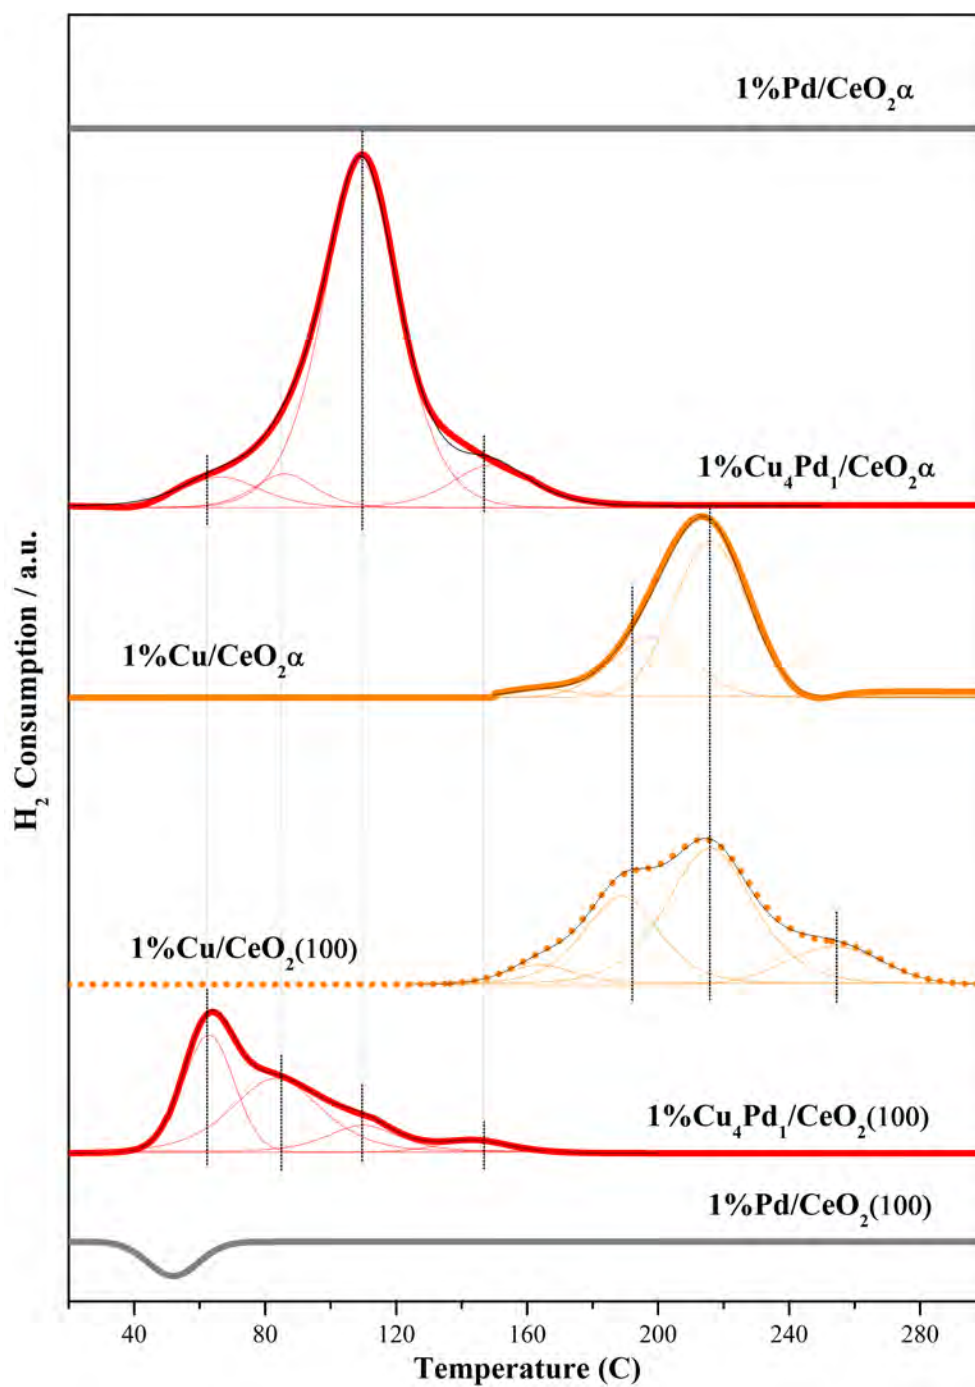 1%Pd/CeO₂α
1%Cu₄Pd₁/CeO₂α
1%Cu/CeO₂α
1%Cu/CeO₂(100)
1%Cu₄Pd₁/CeO₂(100)
1%Pd/CeO₂(100)
H₂ Consumption / a.u.
40 80 120 160 200 240 280
Temperature (C)